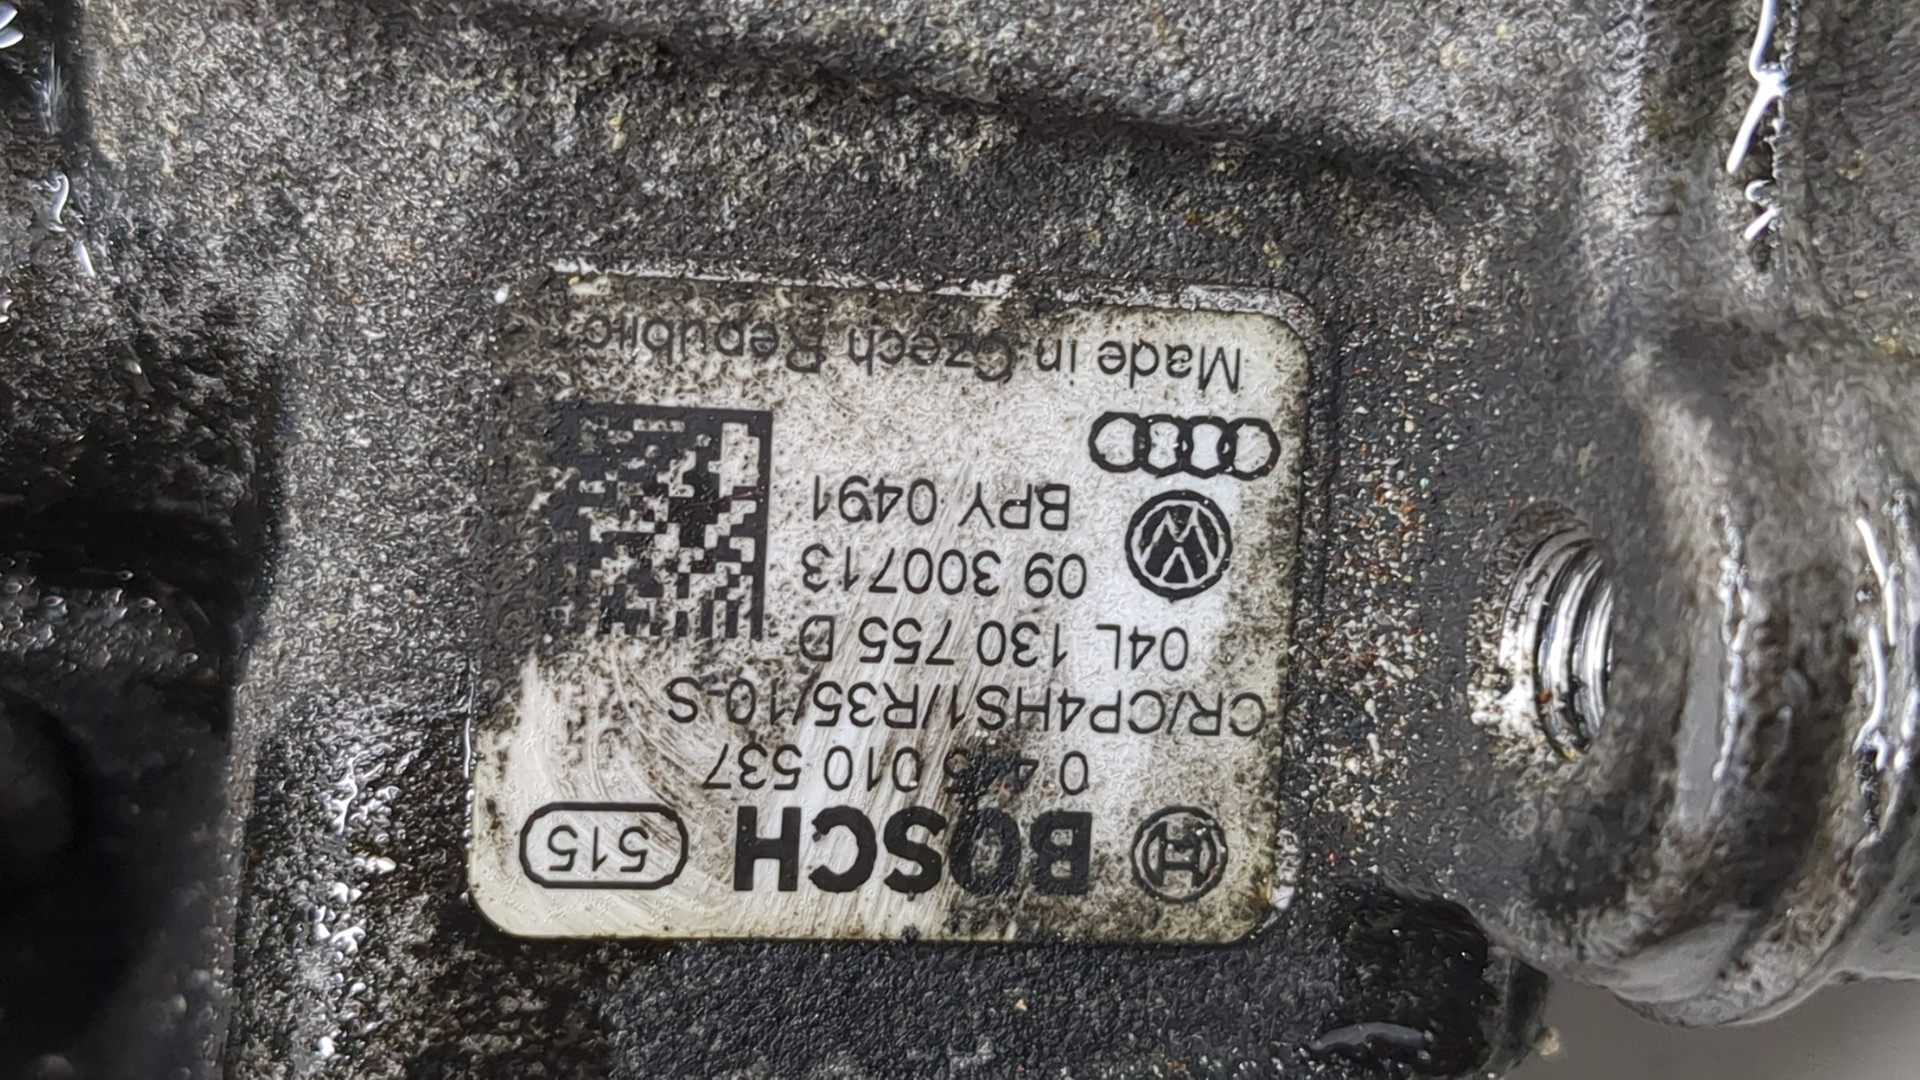 BOSCH 515
0 445 010 537
CR/CP4HS1/R35/10-S
04L 130 755 D
09 300713
BPY 0491
Made in Czech Republic